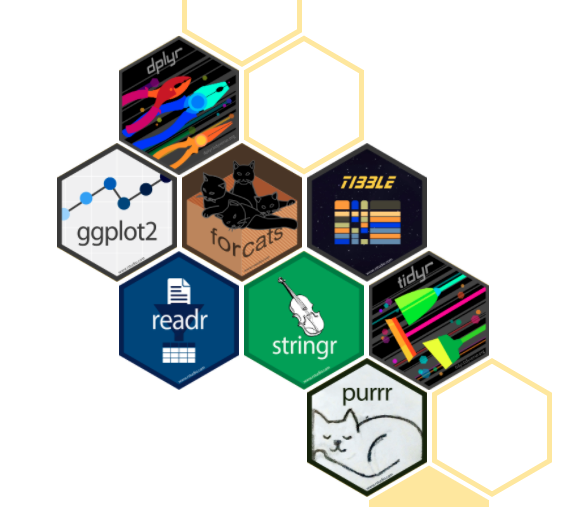 dplyr
ggplot2
forcats
TIBBLE
readr
stringr
tidyr
purrr